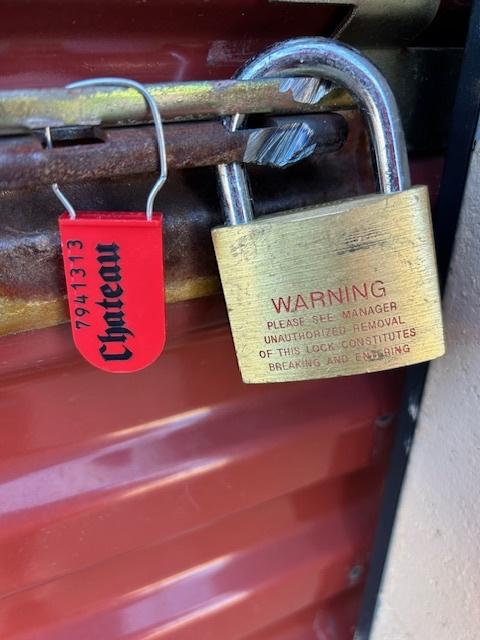 7941313
Chateau
WARNING
PLEASE SEE MANAGER
UNAUTHORIZED REMOVAL
OF THIS LOCK CONSTITUTES
BREAKING AND ENTERING